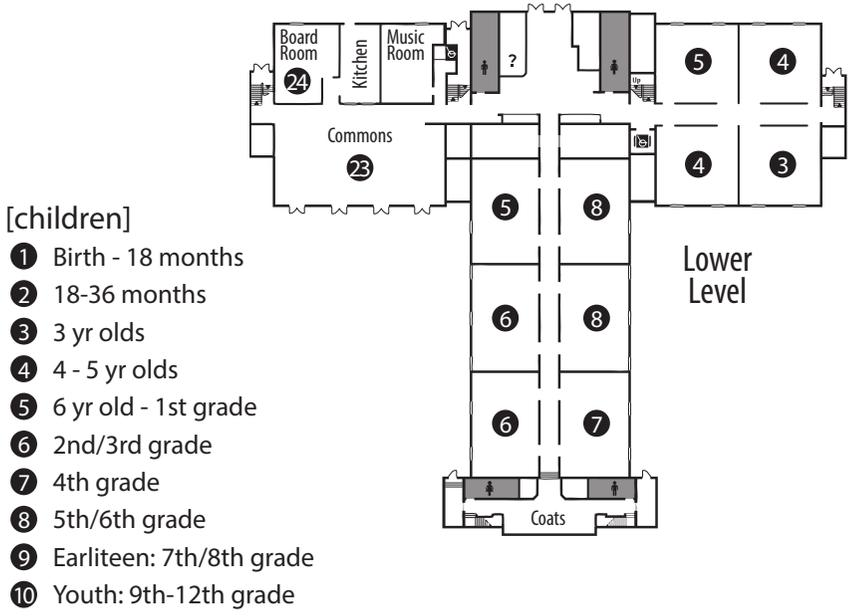 Board
Room
24
Kitchen
Music
Room
?
Up
5
4
Commons
23
4
3
5
8
6
8
6
7
Coats
Lower
Level
[children]
1 Birth - 18 months
2 18-36 months
3 3 yr olds
4 4 - 5 yr olds
5 6 yr old - 1st grade
6 2nd/3rd grade
7 4th grade
8 5th/6th grade
9 Earliteen: 7th/8th grade
10 Youth: 9th-12th grade